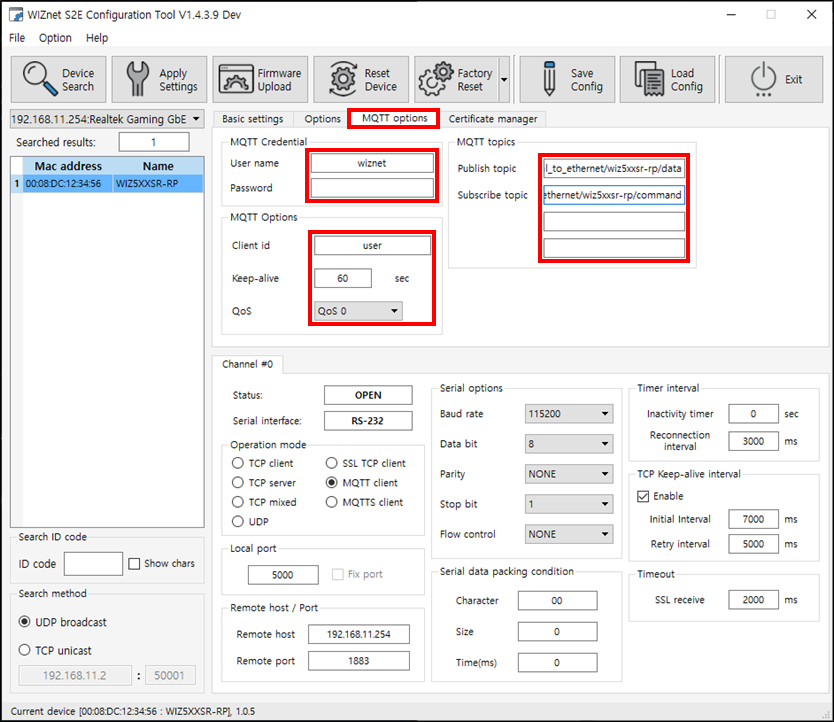 WIZnet S2E Configuration Tool V1.4.3.9 Dev
File Option Help
Device Search
Apply Settings
Firmware Upload
Reset Device
Factory Reset
Save Config
Load Config
Exit
192.168.11.254:Realtek Gaming GbE
Searched results: 1
Mac address Name
1 00:08:DC:12:34:56 WIZ5XXSR-RP
Search ID code
ID code Show chars
Search method
UDP broadcast
TCP unicast
192.168.11.2 : 50001
Basic settings Options MQTT options Certificate manager
MQTT Credential
User name wiznet
Password
MQTT Options
Client id user
Keep-alive 60 sec
QoS QoS 0
MQTT topics
Publish topic il_to_ethernet/wiz5xxsr-rp/data
Subscribe topic ethernet/wiz5xxsr-rp/command
Channel #0
Status: OPEN
Serial interface: RS-232
Operation mode
TCP client SSL TCP client
TCP server MQTT client
TCP mixed MQTTS client
UDP
Local port
5000 Fix port
Remote host / Port
Remote host 192.168.11.254
Remote port 1883
Serial options
Baud rate 115200
Data bit 8
Parity NONE
Stop bit 1
Flow control NONE
Serial data packing condition
Character 00
Size 0
Time(ms) 0
Timer interval
Inactivity timer 0 sec
Reconnection interval 3000 ms
TCP Keep-alive interval
Enable
Initial Interval 7000 ms
Retry interval 5000 ms
Timeout
SSL receive 2000 ms
Current device [00:08:DC:12:34:56 : WIZ5XXSR-RP], 1.0.5